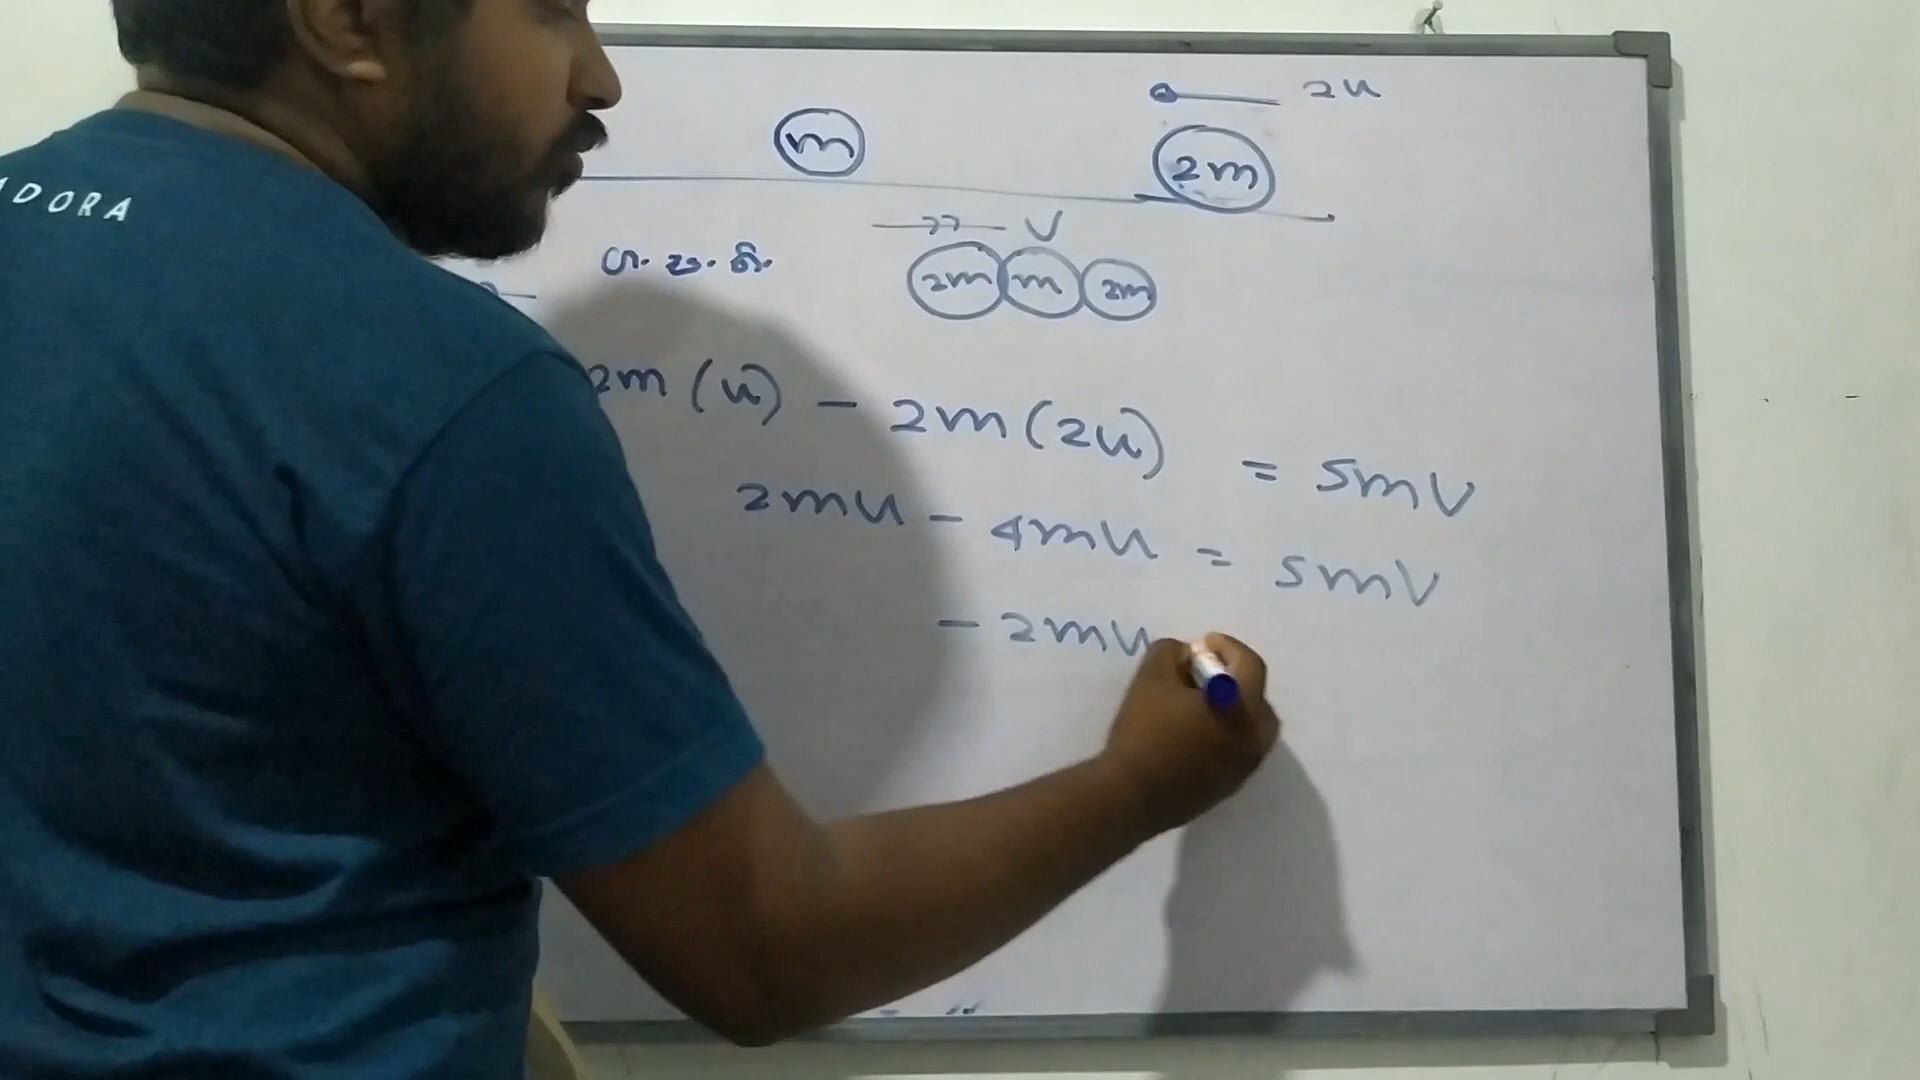 ADORA
2u
m
2m
V
ග. ස. නි.
2m m 2m
2m (u) - 2m (2u) = 5mV
2mu - 4mu = 5mV
- 2mu